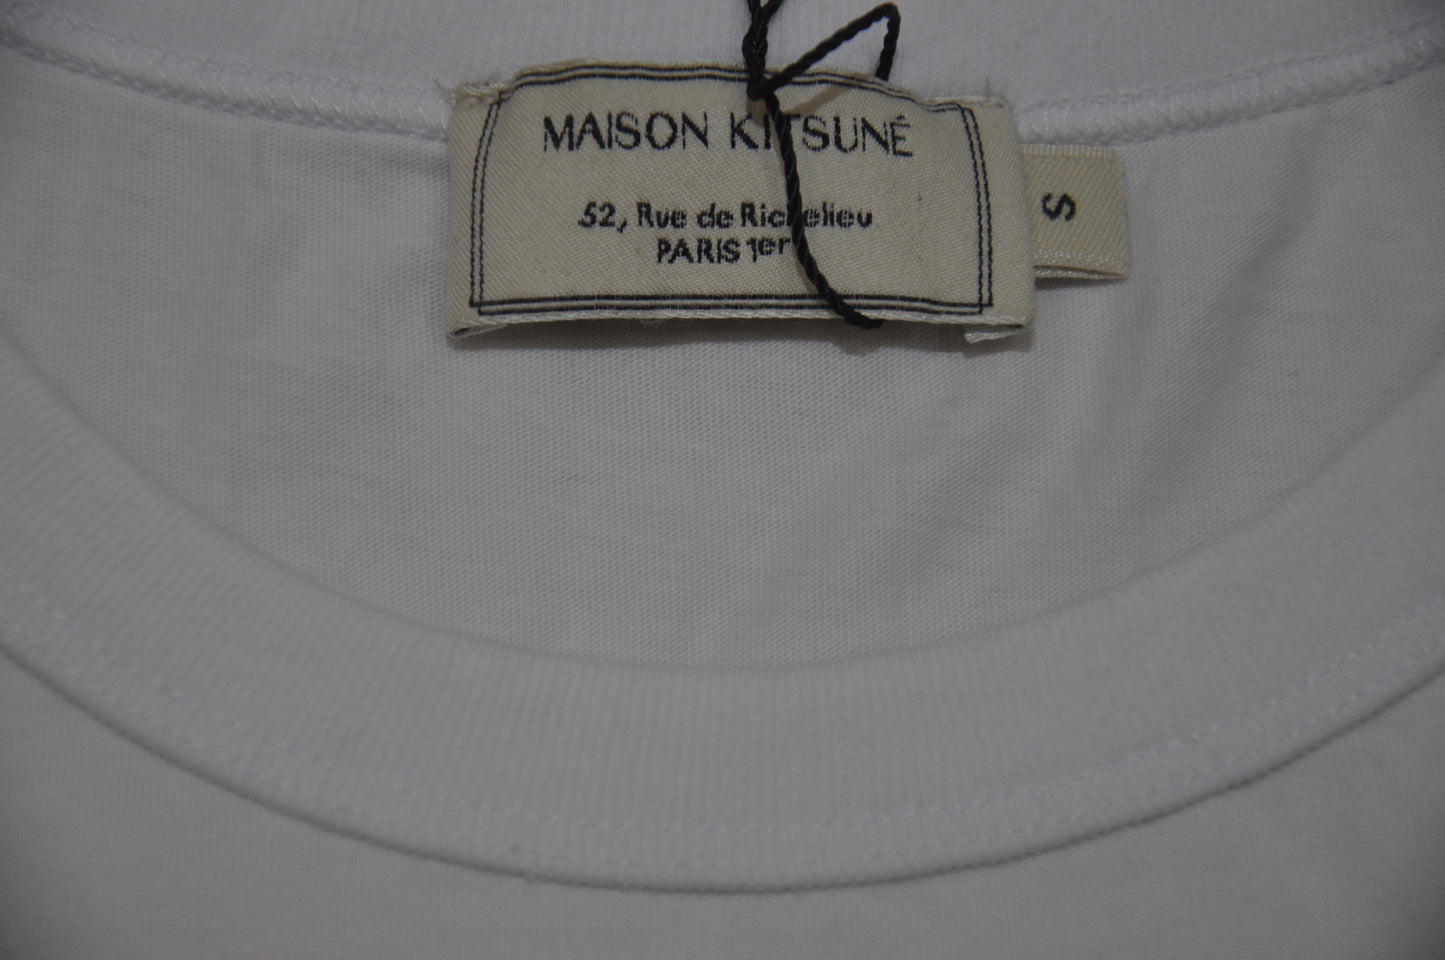 MAISON KITSUNÉ
52, Rue de Richelieu
PARIS 1er
S